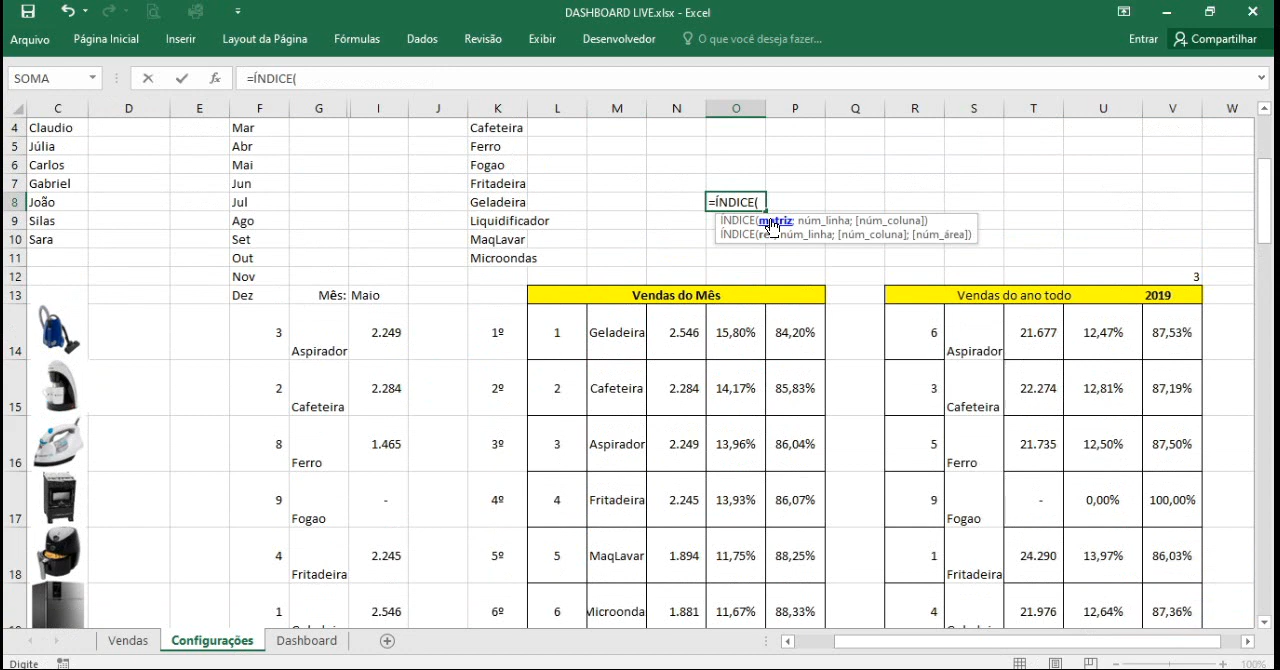 DASHBOARD LIVE.xlsx - Excel
Arquivo Página Inicial Inserir Layout da Página Fórmulas Dados Revisão Exibir Desenvolvedor O que você deseja fazer... Entrar Compartilhar
SOMA fx =ÍNDICE(
C D E F G I J K L M N O P Q R S T U V W
4 Claudio Mar Cafeteira
5 Júlia Abr Ferro
6 Carlos Mai Fogao
7 Gabriel Jun Fritadeira
8 João Jul Geladeira =ÍNDICE(
9 Silas Ago Liquidificador ÍNDICE(matriz; núm_linha; [núm_coluna])
10 Sara Set MaqLavar ÍNDICE( núm_linha; [núm_coluna]; [núm_área])
11 Out Microondas
12 Nov 3
13 Dez Mês: Maio Vendas do Mês Vendas do ano todo 2019
14 3 Aspirador 2.249 1º 1 Geladeira 2.546 15,80% 84,20% 6 Aspirador 21.677 12,47% 87,53%
15 2 Cafeteira 2.284 2º 2 Cafeteira 2.284 14,17% 85,83% 3 Cafeteira 22.274 12,81% 87,19%
16 8 Ferro 1.465 3º 3 Aspirador 2.249 13,96% 86,04% 5 Ferro 21.735 12,50% 87,50%
17 9 Fogao - 4º 4 Fritadeira 2.245 13,93% 86,07% 9 Fogao - 0,00% 100,00%
18 4 Fritadeira 2.245 5º 5 MaqLavar 1.894 11,75% 88,25% 1 Fritadeira 24.290 13,97% 86,03%
1 2.546 6º 6 Microonda 1.881 11,67% 88,33% 4 21.976 12,64% 87,36%
Vendas Configurações Dashboard
Digite 100%